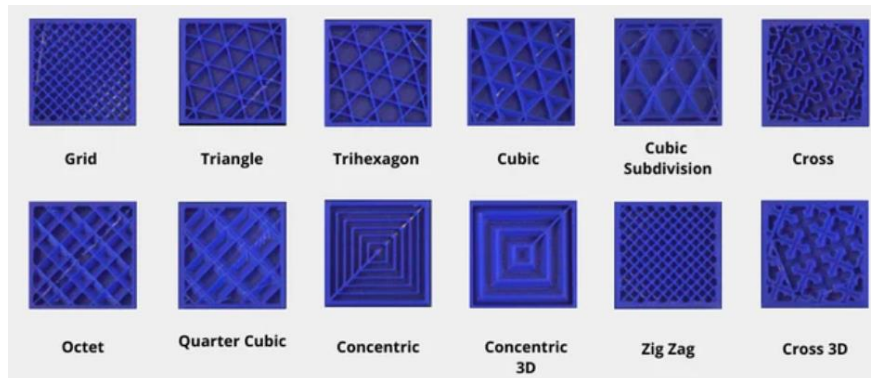 Grid
Triangle
Trihexagon
Cubic
Cubic
Subdivision
Cross
Octet
Quarter Cubic
Concentric
Concentric
3D
Zig Zag
Cross 3D